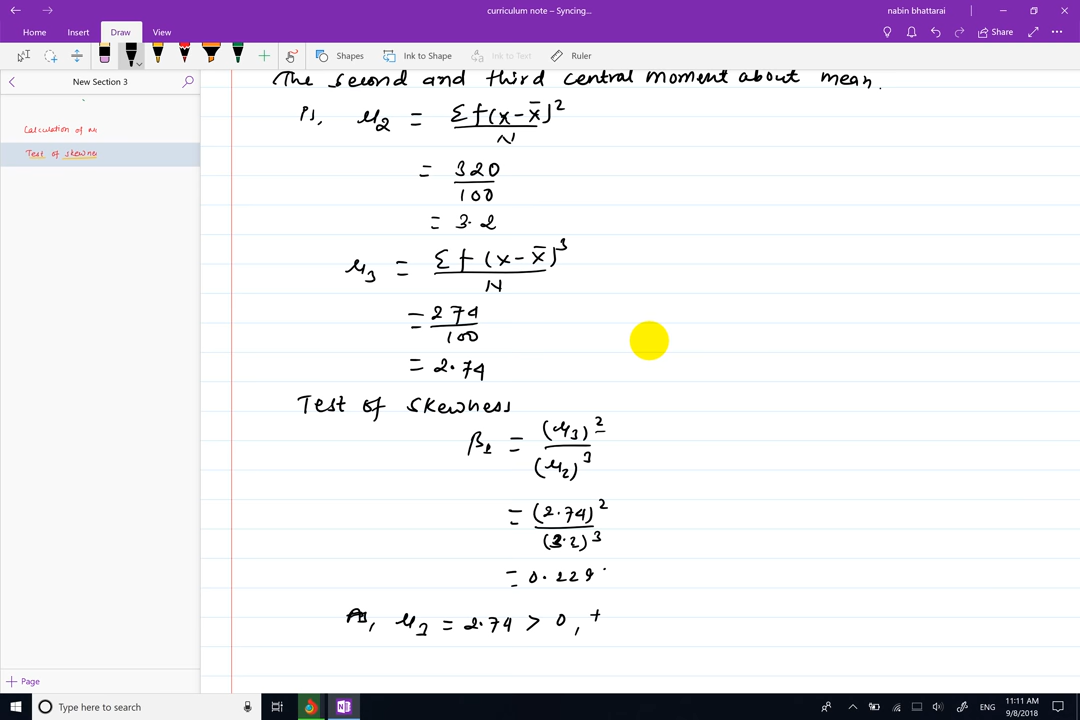 curriculum note – Syncing...
nabin bhattarai
Home Insert Draw View
Share
Shapes Ink to Shape Ink to Text Ruler
New Section 3
Calculation of
Test of skewnes
Page
The second and third central moment about mean.
As, μ2 = Σf(x-x̄)²/N
= 320/100
= 3.2
μ3 = Σf(x-x̄)³/N
= 274/100
= 2.74
Test of skewness
β1 = (μ3)²/(μ2)³
= (2.74)²/(3.2)³
= 0.229
As, μ3 = 2.74 > 0, t
Type here to search
ENG
11:11 AM
9/8/2018